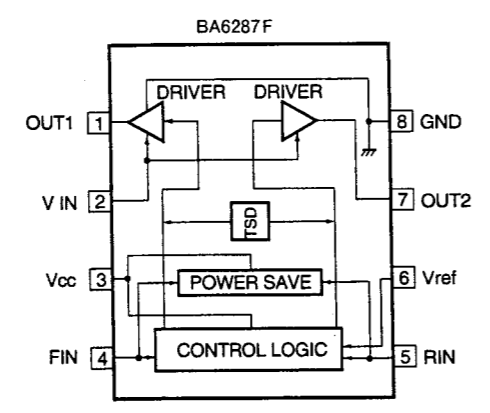 BA6287F
DRIVER DRIVER
OUT1 1
8 GND
V IN 2
7 OUT2
TSD
Vcc 3
6 Vref
POWER SAVE
FIN 4
CONTROL LOGIC
5 RIN